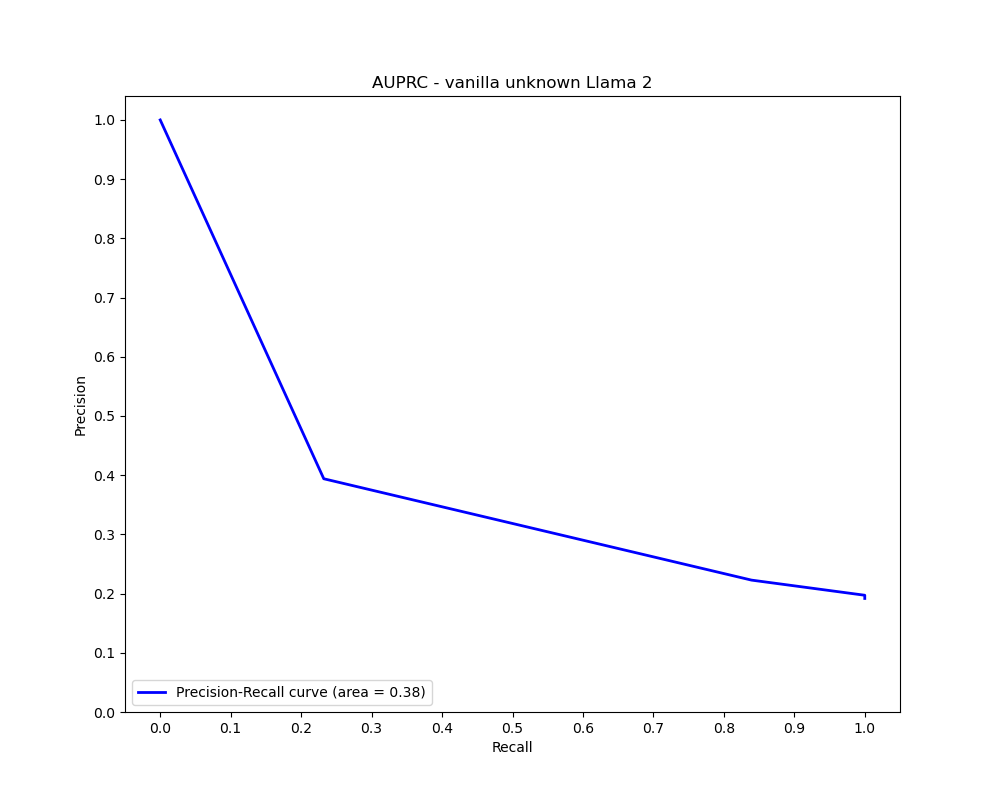 AUPRC - vanilla unknown Llama 2
1.0
0.9
0.8
0.7
0.6
0.5
0.4
0.3
0.2
0.1
0.0
Precision
Precision-Recall curve (area = 0.38)
0.0 0.1 0.2 0.3 0.4 0.5 0.6 0.7 0.8 0.9 1.0
Recall